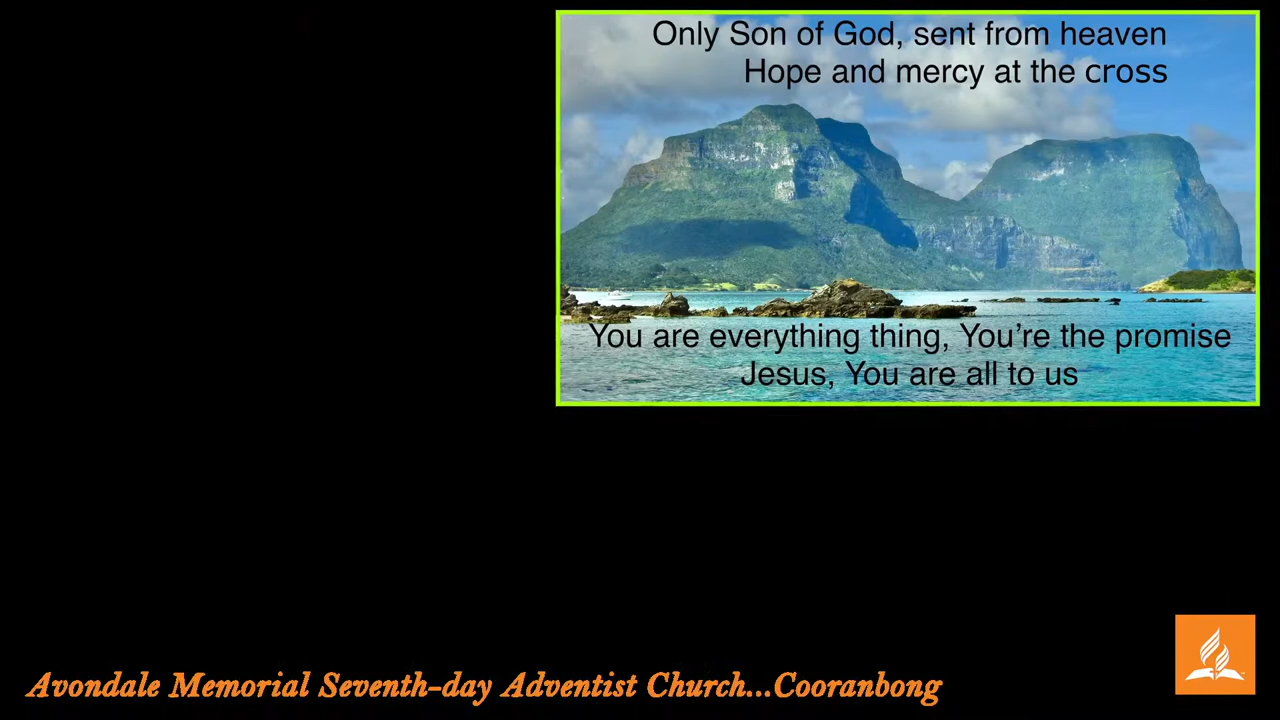 Only Son of God, sent from heaven
Hope and mercy at the cross
You are everything thing, You’re the promise
Jesus, You are all to us
Avondale Memorial Seventh-day Adventist Church...Cooranbong